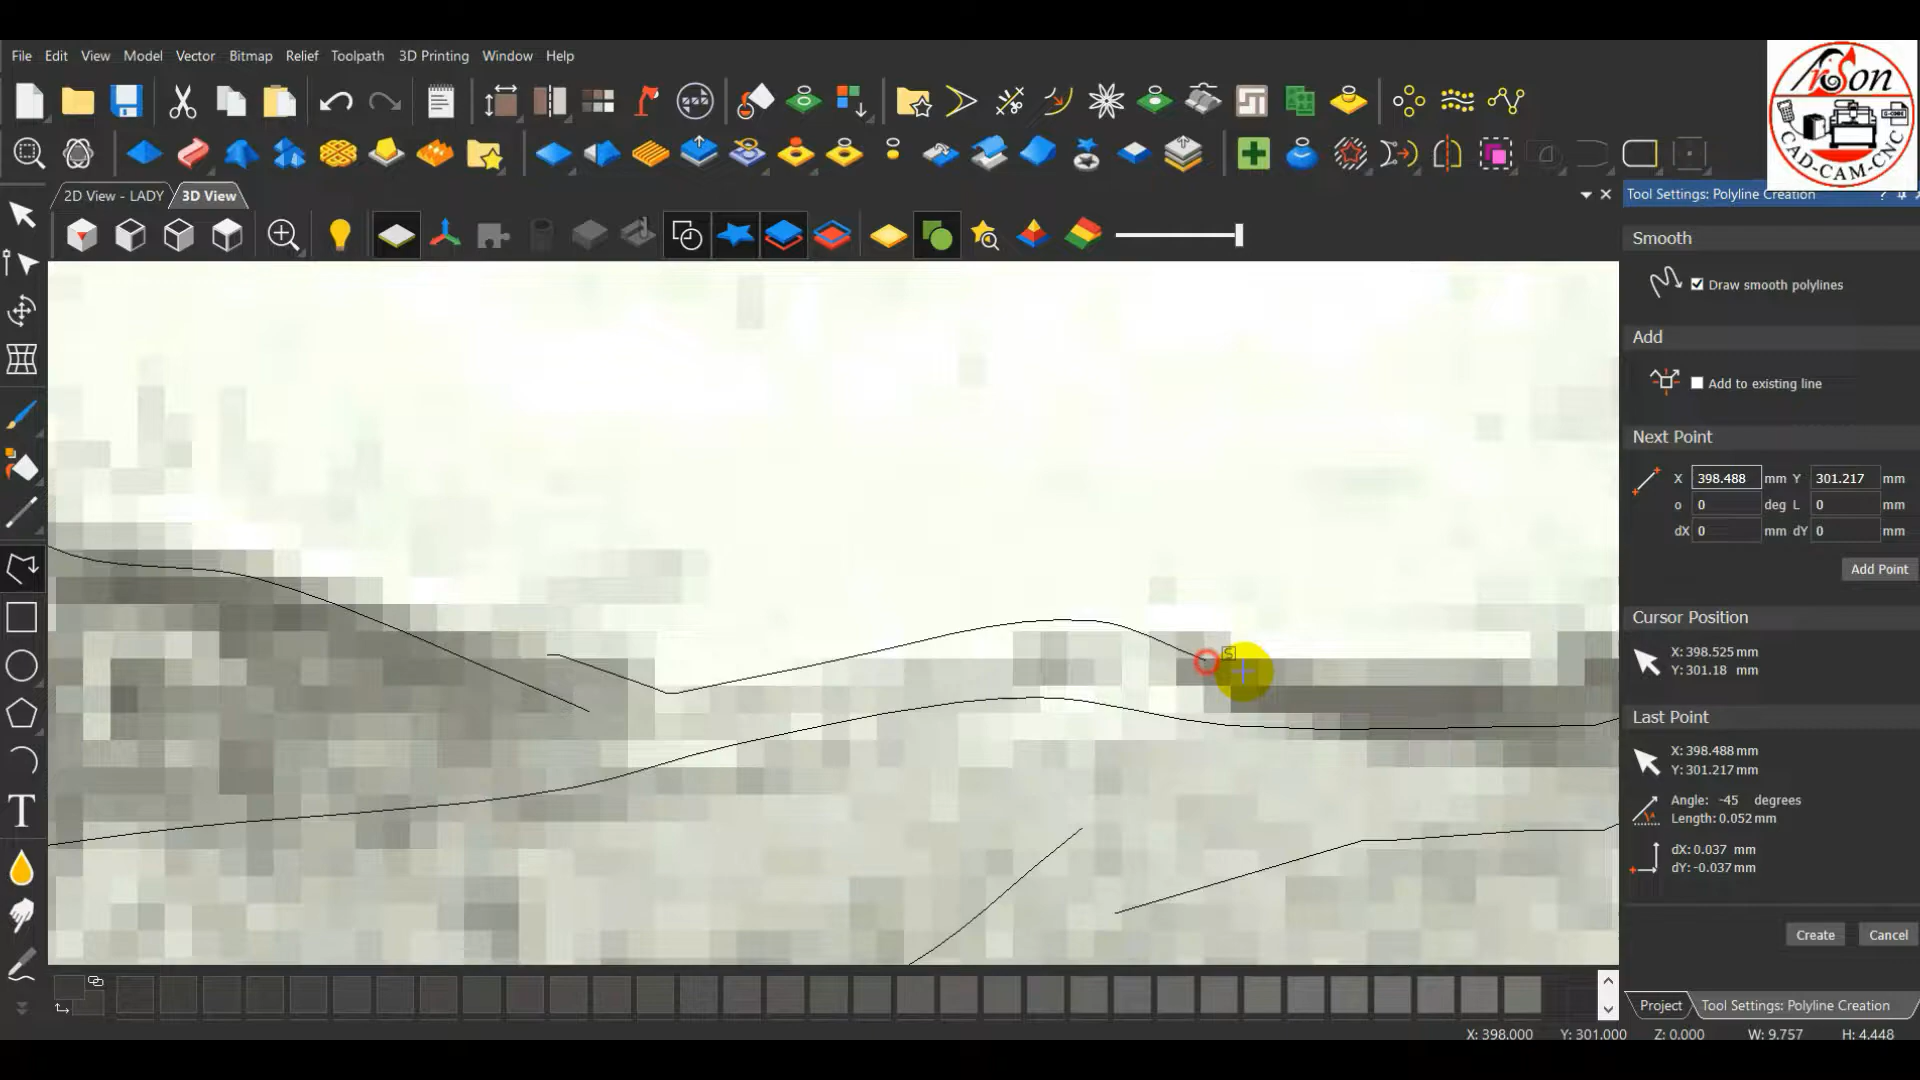 File Edit View Model Vector Bitmap Relief Toolpath 3D Printing Window Help
ArSon
CAD-CAM-CNC
2D View - LADY 3D View
Tool Settings: Polyline Creation
Smooth
Draw smooth polylines
Add
Add to existing line
Next Point
X 398.488 mm Y 301.217 mm
o 0 deg L 0 mm
dX 0 mm dY 0 mm
Add Point
Cursor Position
X: 398.525 mm
Y: 301.18 mm
Last Point
X: 398.488 mm
Y: 301.217 mm
Angle: -45 degrees
Length: 0.052 mm
dX: 0.037 mm
dY: -0.037 mm
Create Cancel
Project Tool Settings: Polyline Creation
X: 398.000 Y: 301.000 Z: 0.000 W: 9.757 H: 4.448